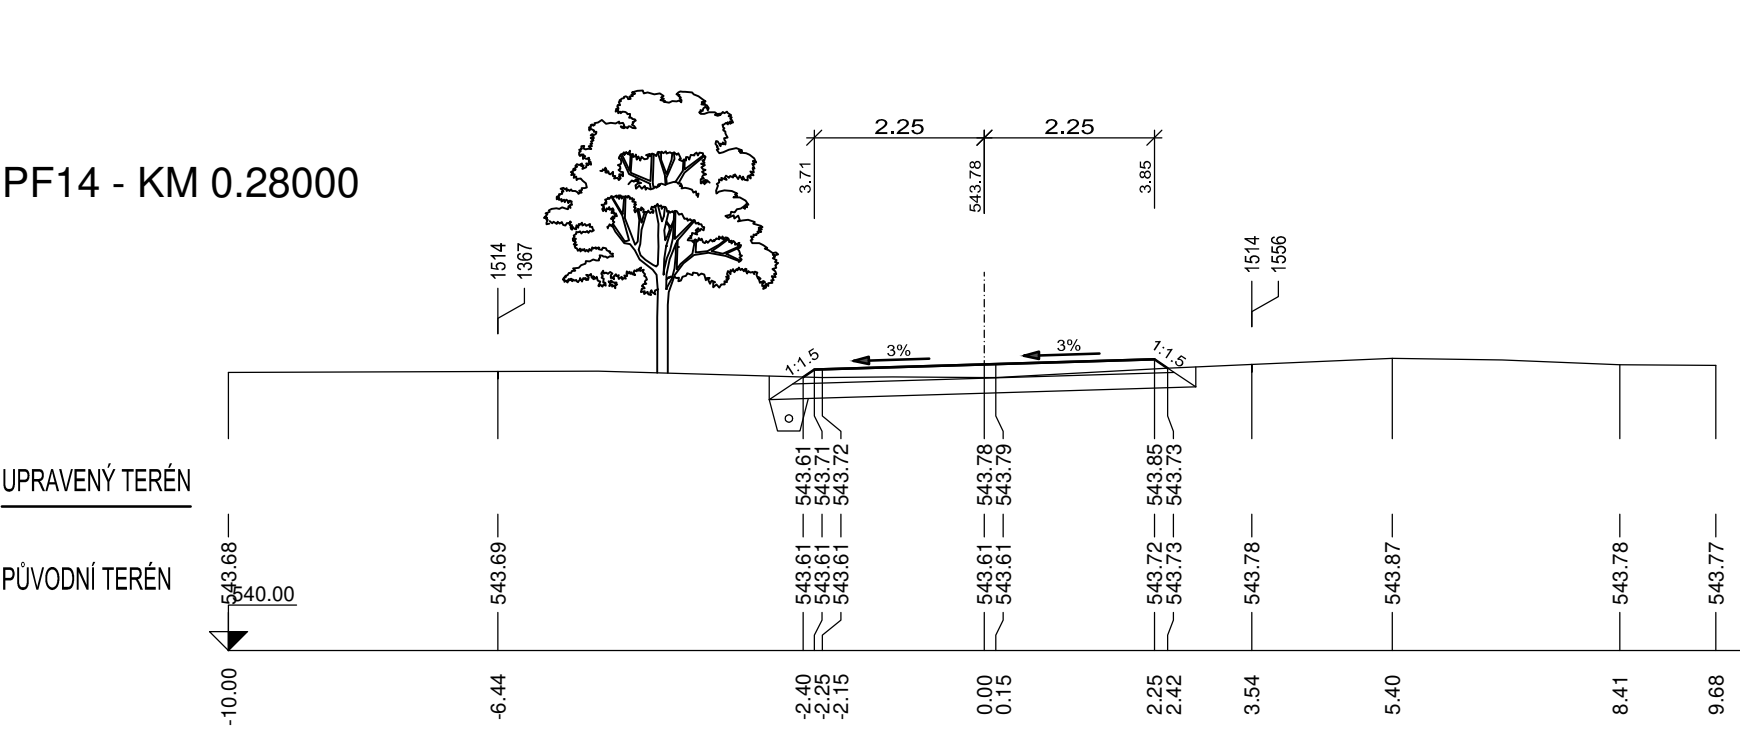 2.25 2.25
3.71 543.78 3.85
PF14 - KM 0.28000
1514
1367
1514
1556
1:1.5 3% 3% 1:1.5
543.61 543.71 543.72 543.78 543.79 543.85 543.73
UPRAVENÝ TERÉN
543.68 543.69 543.61 543.61 543.61 543.61 543.61 543.72 543.73 543.78 543.87 543.78 543.77
PŮVODNÍ TERÉN
540.00
-10.00 -6.44 -2.40 -2.25 -2.15 0.00 0.15 2.25 2.42 3.54 5.40 8.41 9.68